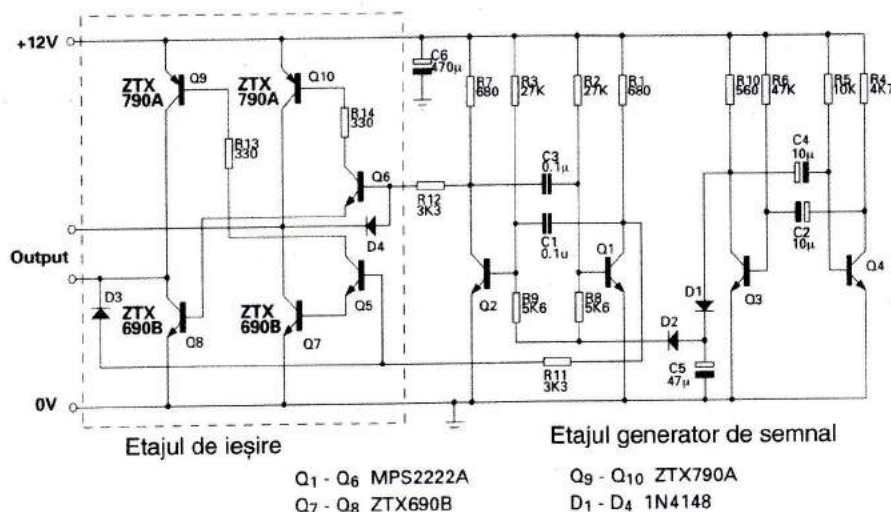 +12V
ZTX
790A
Q9
ZTX
790A
Q10
C6
470µ
R7
680
R3
27K
R2
27K
R1
680
R10
560
R6
47K
R5
10K
R4
4K7
R14
330
R13
330
Q6
R12
3K3
C3
0.1µ
C4
10µ
C1
0.1u
C2
10µ
D4
Output
D3
ZTX
690B
Q8
ZTX
690B
Q7
Q5
Q2
Q1
R9
5K6
R8
5K6
D1
D2
Q3
Q4
R11
3K3
C5
47µ
0V
Etajul de ieșire
Etajul generator de semnal
Q1 - Q6 MPS2222A
Q7 - Q8 ZTX690B
Q9 - Q10 ZTX790A
D1 - D4 1N4148